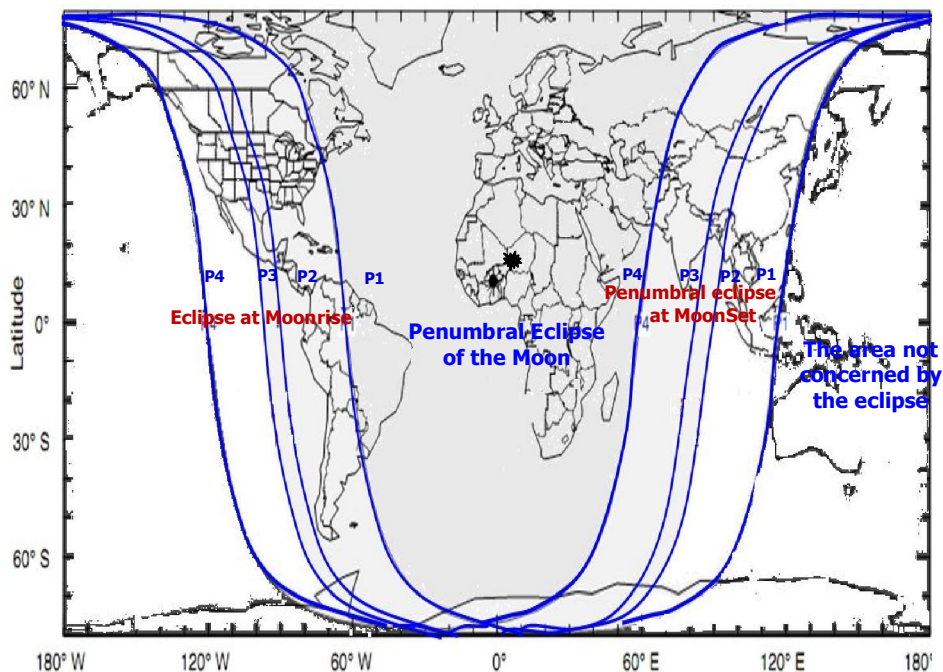 60° N
30° N
P4
P3
P2
P1
P4
P3
P2
P1
Eclipse at Moonrise
Penumbral eclipse
at MoonSet
Latitude
0°
Penumbral Eclipse
of the Moon
The area not
concerned by
the eclipse
30° S
60° S
180° W
120° W
60° W
0°
60° E
120° E
180°